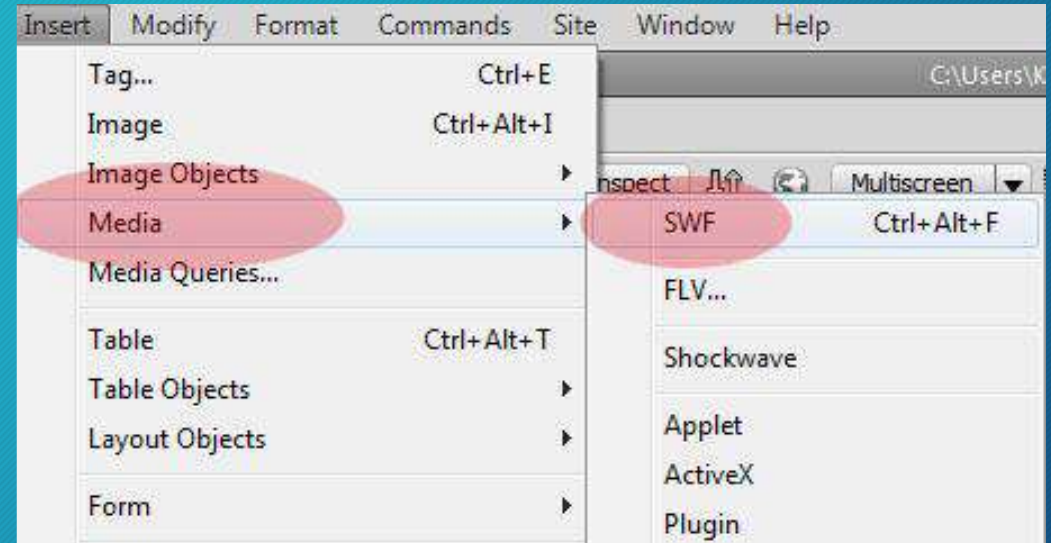 Insert Modify Format Commands Site Window Help
Tag... Ctrl+E
C:\Users\K
Image Ctrl+Alt+I
Image Objects
nspect Multiscreen
Media
SWF Ctrl+Alt+F
Media Queries...
FLV...
Table Ctrl+Alt+T
Shockwave
Table Objects
Layout Objects
Applet
ActiveX
Form
Plugin